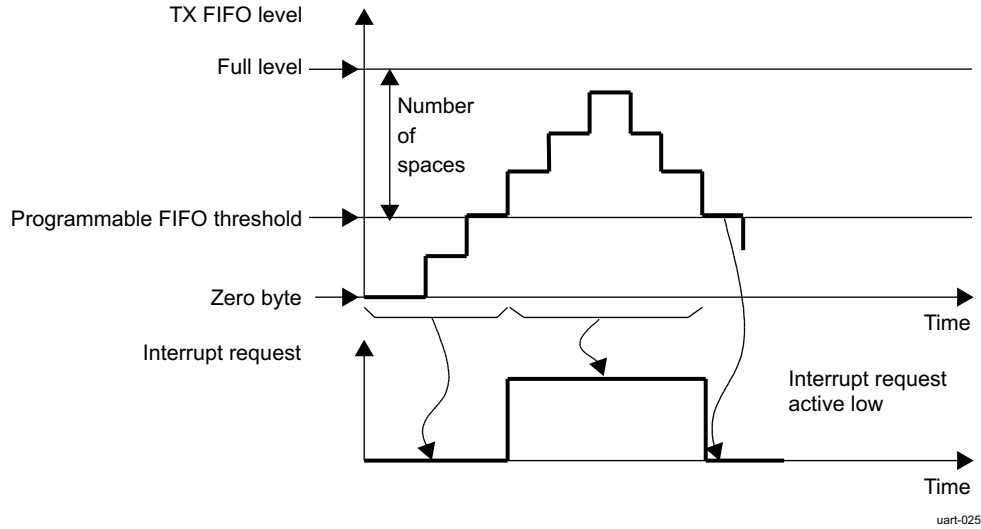 TX FIFO level
Full level
Number
of
spaces
Programmable FIFO threshold
Zero byte
Time
Interrupt request
Interrupt request
active low
Time
uart-025